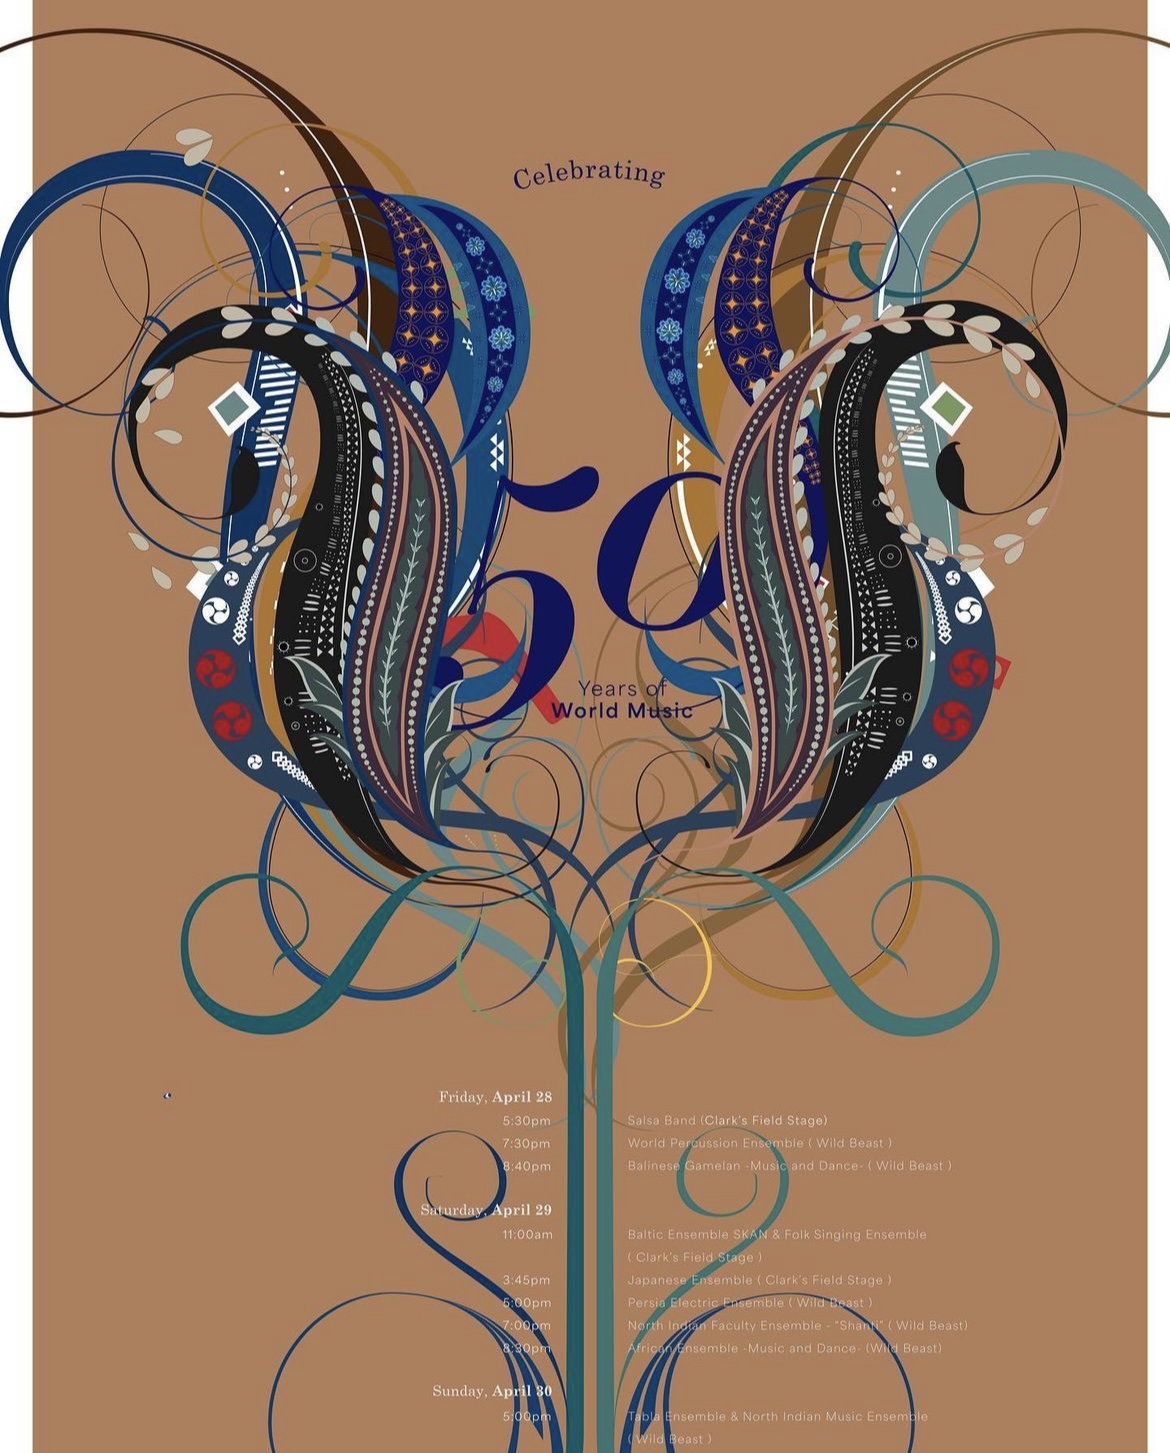 Celebrating
50
Years of
World Music
Friday, April 28
5:30pm Salsa Band (Clark's Field Stage)
7:30pm World Percussion Ensemble ( Wild Beast )
8:40pm Balinese Gamelan -Music and Dance- ( Wild Beast )
Saturday, April 29
11:00am Baltic Ensemble SKAN & Folk Singing Ensemble
( Clark's Field Stage )
3:45pm Japanese Ensemble ( Clark's Field Stage )
5:00pm Persia Electric Ensemble ( Wild Beast )
7:00pm North Indian Faculty Ensemble - "Shanti" ( Wild Beast)
8:30pm African Ensemble -Music and Dance- (Wild Beast)
Sunday, April 30
5:00pm Tabla Ensemble & North Indian Music Ensemble
( Wild Beast )